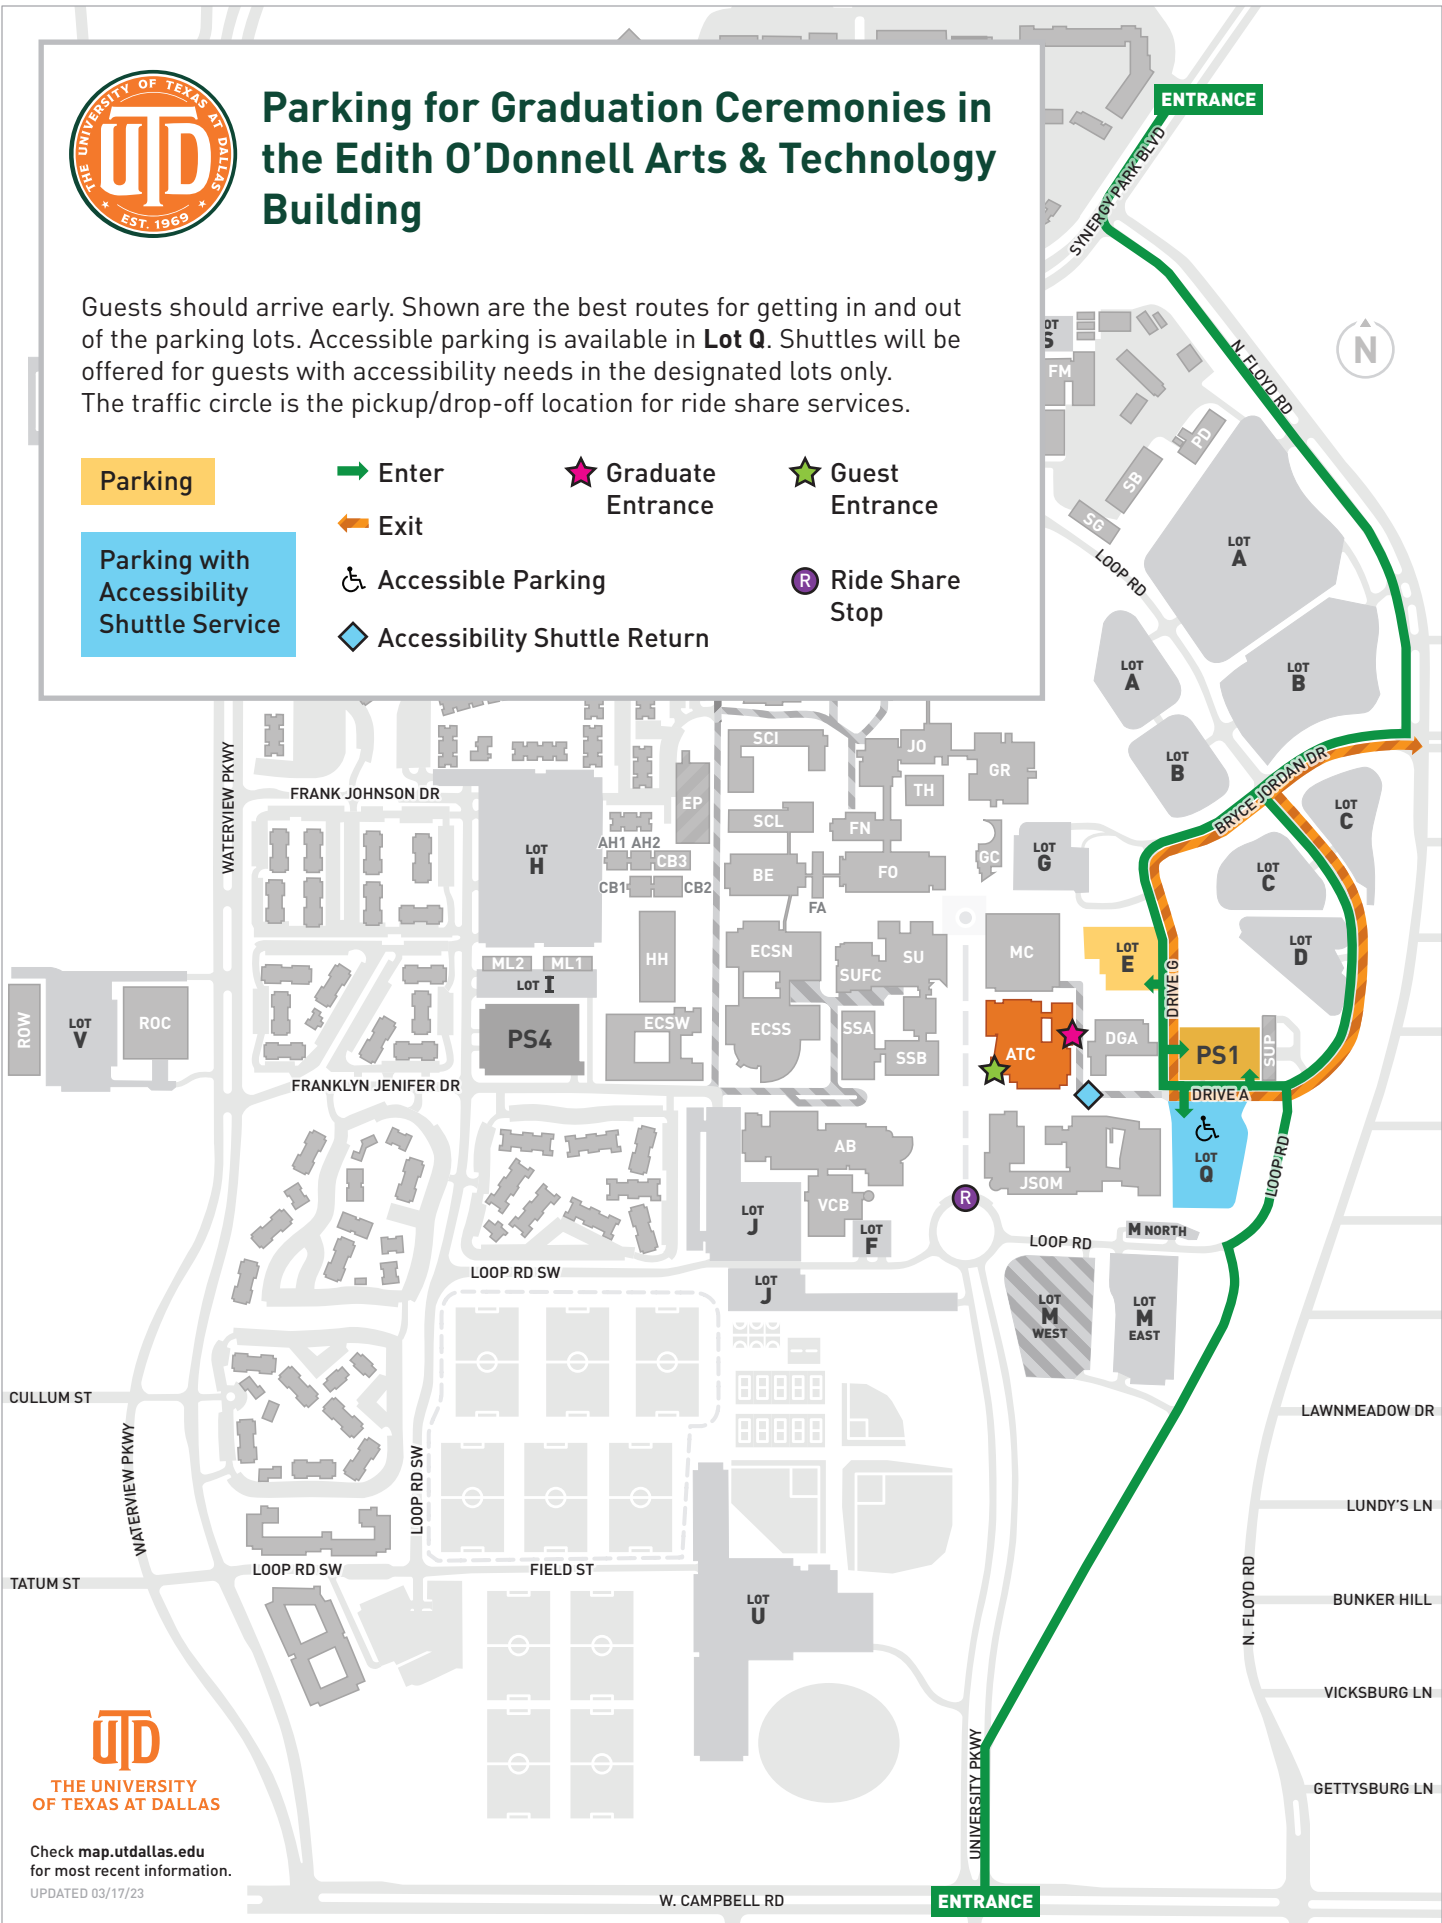 THE UNIVERSITY OF TEXAS AT DALLAS
UTD
EST. 1969
Parking for Graduation Ceremonies in
the Edith O'Donnell Arts & Technology
Building
Guests should arrive early. Shown are the best routes for getting in and out
of the parking lots. Accessible parking is available in Lot Q. Shuttles will be
offered for guests with accessibility needs in the designated lots only.
The traffic circle is the pickup/drop-off location for ride share services.
Parking
Parking with
Accessibility
Shuttle Service
Enter
Exit
Accessible Parking
Accessibility Shuttle Return
Graduate
Entrance
Guest
Entrance
R
Ride Share
Stop
ENTRANCE
SYNERGY PARK BLVD
N. FLOYD RD
N
S
FM
PD
SB
SG
LOOP RD
LOT
A
LOT
A
LOT
B
LOT
B
BRYCE JORDAN DR
LOT
C
LOT
C
LOT
D
WATERVIEW PKWY
FRANK JOHNSON DR
LOT
H
EP
AH1 AH2
CB3
CB1
CB2
HH
ML2
ML1
LOT I
PS4
ECSW
FRANKLYN JENIFER DR
ROW
LOT
V
ROC
SCI
JO
GR
TH
SCL
FN
BE
FA
FO
GC
LOT
G
ECSN
SU
SUFC
MC
ECSS
SSA
SSB
ATC
DGA
LOT
E
DRIVE G
PS1
SUP
DRIVE A
LOT
Q
LOOP RD
AB
VCB
JSOM
LOT
J
LOT
F
R
LOOP RD
M NORTH
LOT
M
WEST
LOT
M
EAST
LOOP RD SW
LOT
J
CULLUM ST
WATERVIEW PKWY
LOOP RD SW
LOOP RD SW
FIELD ST
TATUM ST
LOT
U
LAWNMEADOW DR
LUNDY'S LN
N. FLOYD RD
BUNKER HILL
VICKSBURG LN
GETTYSBURG LN
UNIVERSITY PKWY
UTD
THE UNIVERSITY
OF TEXAS AT DALLAS
Check map.utdallas.edu
for most recent information.
UPDATED 03/17/23
W. CAMPBELL RD
ENTRANCE